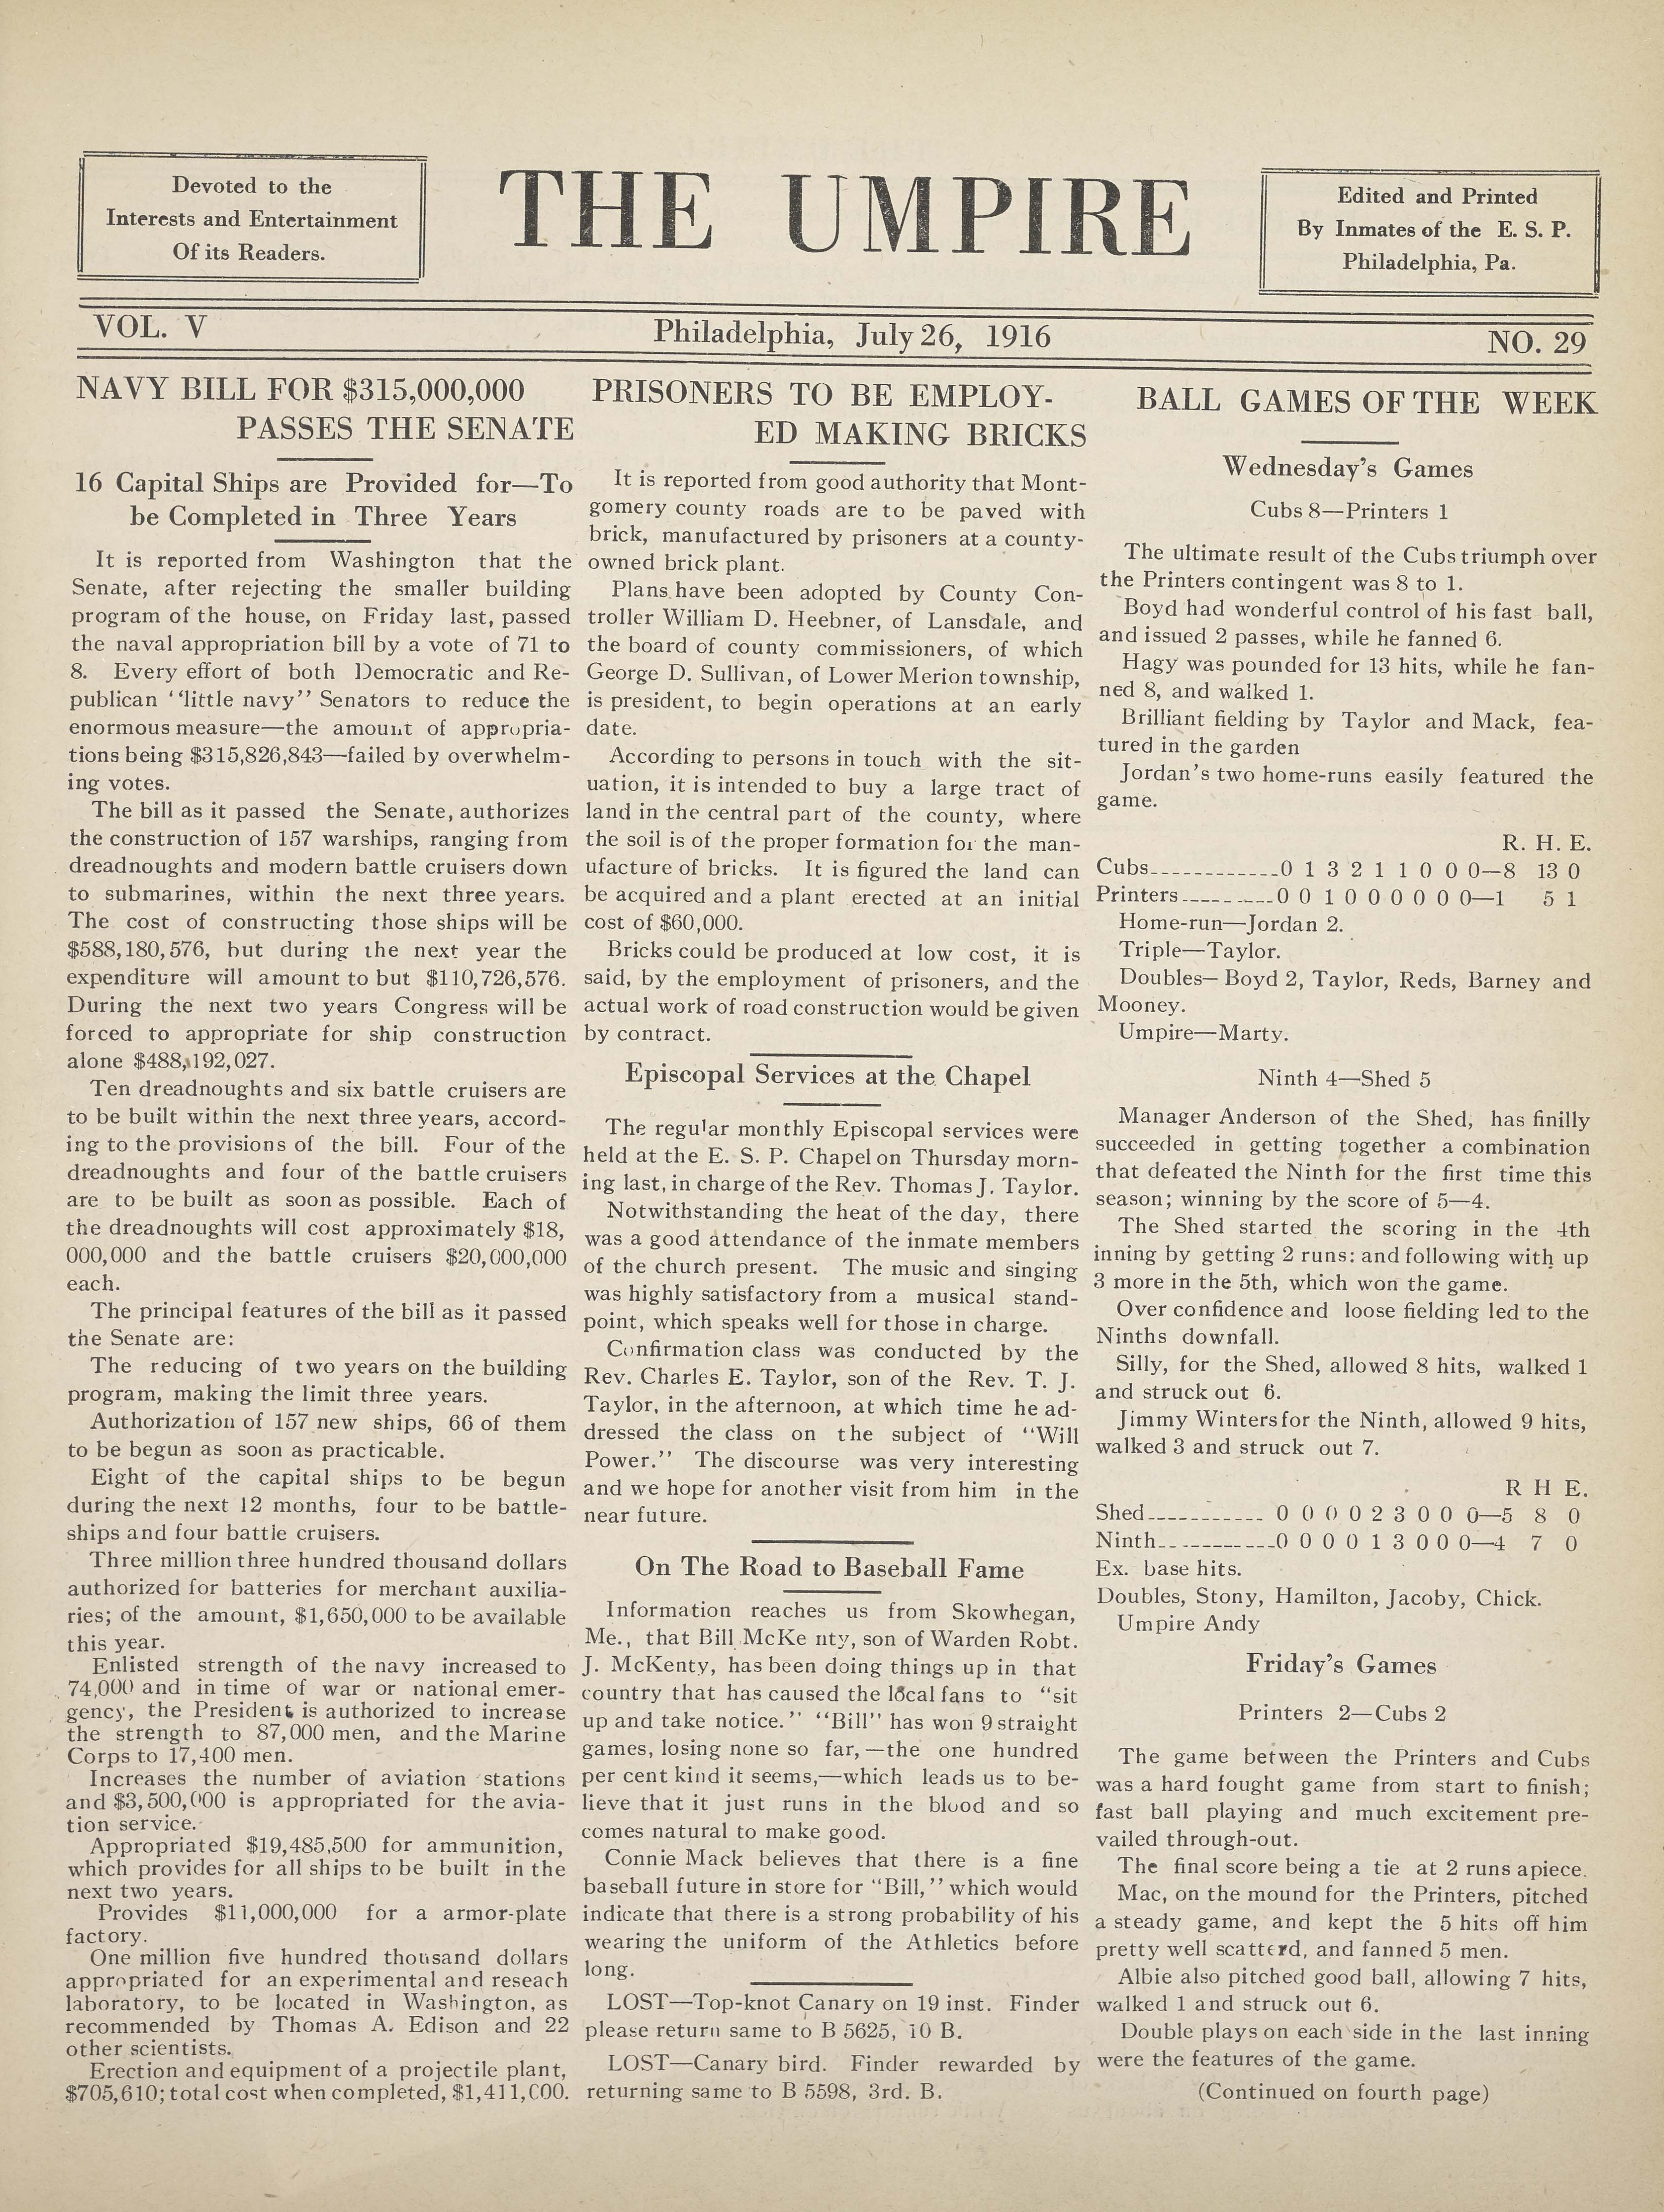 Devoted to the
Interests and Entertainment
Of its Readers.
THE UMPIRE
Edited and Printed
By Inmates of the E. S. P.
Philadelphia, Pa.
VOL. V
Philadelphia, July 26, 1916
NO. 29
NAVY BILL FOR $315,000,000
PASSES THE SENATE
16 Capital Ships are Provided for—To
be Completed in Three Years
It is reported from Washington that the
Senate, after rejecting the smaller building
program of the house, on Friday last, passed
the naval appropriation bill by a vote of 71 to
8. Every effort of both Democratic and Re-
publican ‘‘little navy’’ Senators to reduce the
enormous measure—the amount of appropria-
tions being $315,826,843—failed by overwhelm-
ing votes.
The bill as it passed the Senate, authorizes
the construction of 157 warships, ranging from
dreadnoughts and modern battle cruisers down
to submarines, within the next three years.
The cost of constructing those ships will be
$588,180,576, but during the next year the
expenditure will amount to but $110,726,576.
During the next two years Congress will be
forced to appropriate for ship construction
alone $488,192,027.
Ten dreadnoughts and six battle cruisers are
to be built within the next three years, accord-
ing to the provisions of the bill. Four of the
dreadnoughts and four of the battle cruisers
are to be built as soon as possible. Each of
the dreadnoughts will cost approximately $18,
000,000 and the battle cruisers $20,000,000
each.
The principal features of the bill as it passed
the Senate are:
The reducing of two years on the building
program, making the limit three years.
Authorization of 157 new ships, 66 of them
to be begun as soon as practicable.
Eight of the capital ships to be begun
during the next 12 months, four to be battle-
ships and four battle cruisers.
Three million three hundred thousand dollars
authorized for batteries for merchant auxilia-
ries; of the amount, $1,650,000 to be available
this year.
Enlisted strength of the navy increased to
74,000 and in time of war or national emer-
gency, the President is authorized to increase
the strength to 87,000 men, and the Marine
Corps to 17,400 men.
Increases the number of aviation stations
and $3,500,000 is appropriated for the avia-
tion service.
Appropriated $19,485,500 for ammunition,
which provides for all ships to be built in the
next two years.
Provides $11,000,000 for a armor-plate
factory.
One million five hundred thousand dollars
appropriated for an experimental and reseach
laboratory, to be located in Washington, as
recommended by Thomas A. Edison and 22
other scientists.
Erection and equipment of a projectile plant,
$705,610; total cost when completed, $1,411,000.
PRISONERS TO BE EMPLOY-
ED MAKING BRICKS
It is reported from good authority that Mont-
gomery county roads are to be paved with
brick, manufactured by prisoners at a county-
owned brick plant.
Plans have been adopted by County Con-
troller William D. Heebner, of Lansdale, and
the board of county commissioners, of which
George D. Sullivan, of Lower Merion township,
is president, to begin operations at an early
date.
According to persons in touch with the sit-
uation, it is intended to buy a large tract of
land in the central part of the county, where
the soil is of the proper formation for the man-
ufacture of bricks. It is figured the land can
be acquired and a plant erected at an initial
cost of $60,000.
Bricks could be produced at low cost, it is
said, by the employment of prisoners, and the
actual work of road construction would be given
by contract.
Episcopal Services at the Chapel
The regular monthly Episcopal services were
held at the E. S. P. Chapel on Thursday morn-
ing last, in charge of the Rev. Thomas J. Taylor.
Notwithstanding the heat of the day, there
was a good attendance of the inmate members
of the church present. The music and singing
was highly satisfactory from a musical stand-
point, which speaks well for those in charge.
Confirmation class was conducted by the
Rev. Charles E. Taylor, son of the Rev. T. J.
Taylor, in the afternoon, at which time he ad-
dressed the class on the subject of ‘‘Will
Power.’’ The discourse was very interesting
and we hope for another visit from him in the
near future.
On The Road to Baseball Fame
Information reaches us from Skowhegan,
Me., that Bill McKe nty, son of Warden Robt.
J. McKenty, has been doing things up in that
country that has caused the local fans to “sit
up and take notice.’’ ‘‘Bill’’ has won 9 straight
games, losing none so far,—the one hundred
per cent kind it seems,—which leads us to be-
lieve that it just runs in the blood and so
comes natural to make good.
Connie Mack believes that there is a fine
baseball future in store for “Bill,’’ which would
indicate that there is a strong probability of his
wearing the uniform of the Athletics before
long.
LOST—Top-knot Canary on 19 inst. Finder
please return same to B 5625, 10 B.
LOST—Canary bird. Finder rewarded by
returning same to B 5598, 3rd. B.
BALL GAMES OF THE WEEK
Wednesday’s Games
Cubs 8—Printers 1
The ultimate result of the Cubs triumph over
the Printers contingent was 8 to 1.
Boyd had wonderful control of his fast ball,
and issued 2 passes, while he fanned 6.
Hagy was pounded for 13 hits, while he fan-
ned 8, and walked 1.
Brilliant fielding by Taylor and Mack, fea-
tured in the garden
Jordan’s two home-runs easily featured the
game.
R. H. E.
Cubs............0 1 3 2 1 1 0 0 0—8 13 0
Printers.........0 0 1 0 0 0 0 0 0—1 5 1
Home-run—Jordan 2.
Triple—Taylor.
Doubles—Boyd 2, Taylor, Reds, Barney and
Mooney.
Umpire—Marty.
Ninth 4—Shed 5
Manager Anderson of the Shed, has finilly
succeeded in getting together a combination
that defeated the Ninth for the first time this
season; winning by the score of 5—4.
The Shed started the scoring in the 4th
inning by getting 2 runs: and following with up
3 more in the 5th, which won the game.
Over confidence and loose fielding led to the
Ninths downfall.
Silly, for the Shed, allowed 8 hits, walked 1
and struck out 6.
Jimmy Winters for the Ninth, allowed 9 hits,
walked 3 and struck out 7.
R H E.
Shed........... 0 0 0 0 2 3 0 0 0—5 8 0
Ninth...........0 0 0 0 1 3 0 0 0—4 7 0
Ex. base hits.
Doubles, Stony, Hamilton, Jacoby, Chick.
Umpire Andy
Friday’s Games
Printers 2—Cubs 2
The game between the Printers and Cubs
was a hard fought game from start to finish;
fast ball playing and much excitement pre-
vailed through-out.
The final score being a tie at 2 runs apiece.
Mac, on the mound for the Printers, pitched
a steady game, and kept the 5 hits off him
pretty well scatterd, and fanned 5 men.
Albie also pitched good ball, allowing 7 hits,
walked 1 and struck out 6.
Double plays on each side in the last inning
were the features of the game.
(Continued on fourth page)